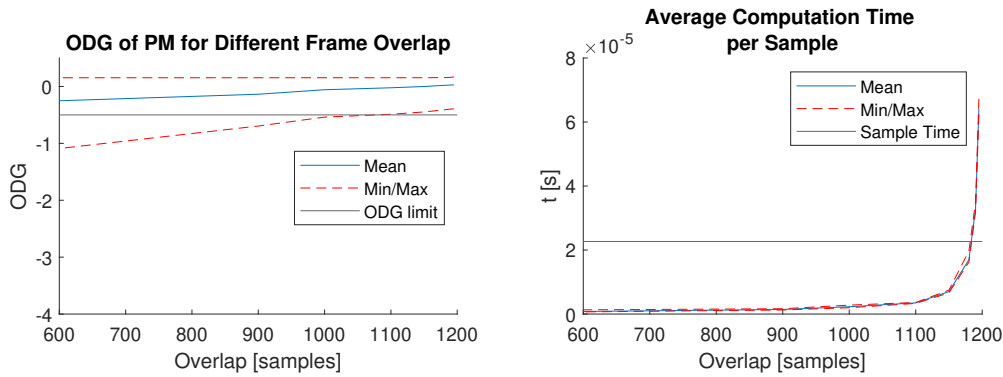 ODG of PM for Different Frame Overlap
ODG
0
-1
-2
-3
-4
600 700 800 900 1000 1100 1200
Overlap [samples]
Mean
Min/Max
ODG limit
Average Computation Time
per Sample
×10⁻⁵
t [s]
8
6
4
2
0
600 700 800 900 1000 1100 1200
Overlap [samples]
Mean
Min/Max
Sample Time